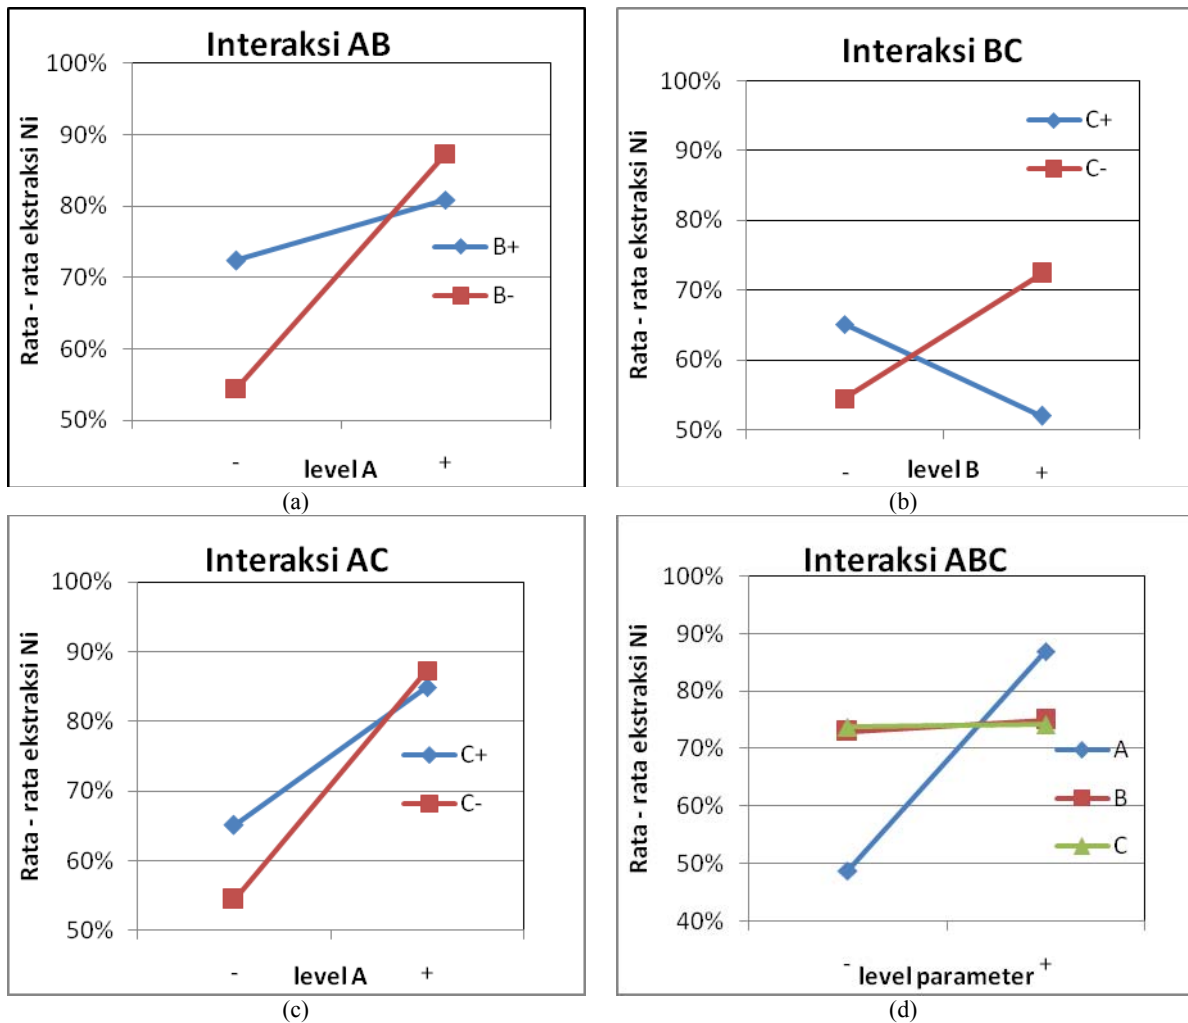 Interaksi AB
100%
90%
80%
70%
60%
50%
Rata - rata ekstraksi Ni
B+
B-
- +
level A
(a)
Interaksi BC
100%
90%
80%
70%
60%
50%
Rata - rata ekstraksi Ni
C+
C-
- +
level B
(b)
Interaksi AC
100%
90%
80%
70%
60%
50%
Rata - rata ekstraksi Ni
C+
C-
- +
level A
(c)
Interaksi ABC
100%
90%
80%
70%
60%
50%
40%
Rata - rata ekstraksi Ni
A
B
C
- +
level parameter
(d)